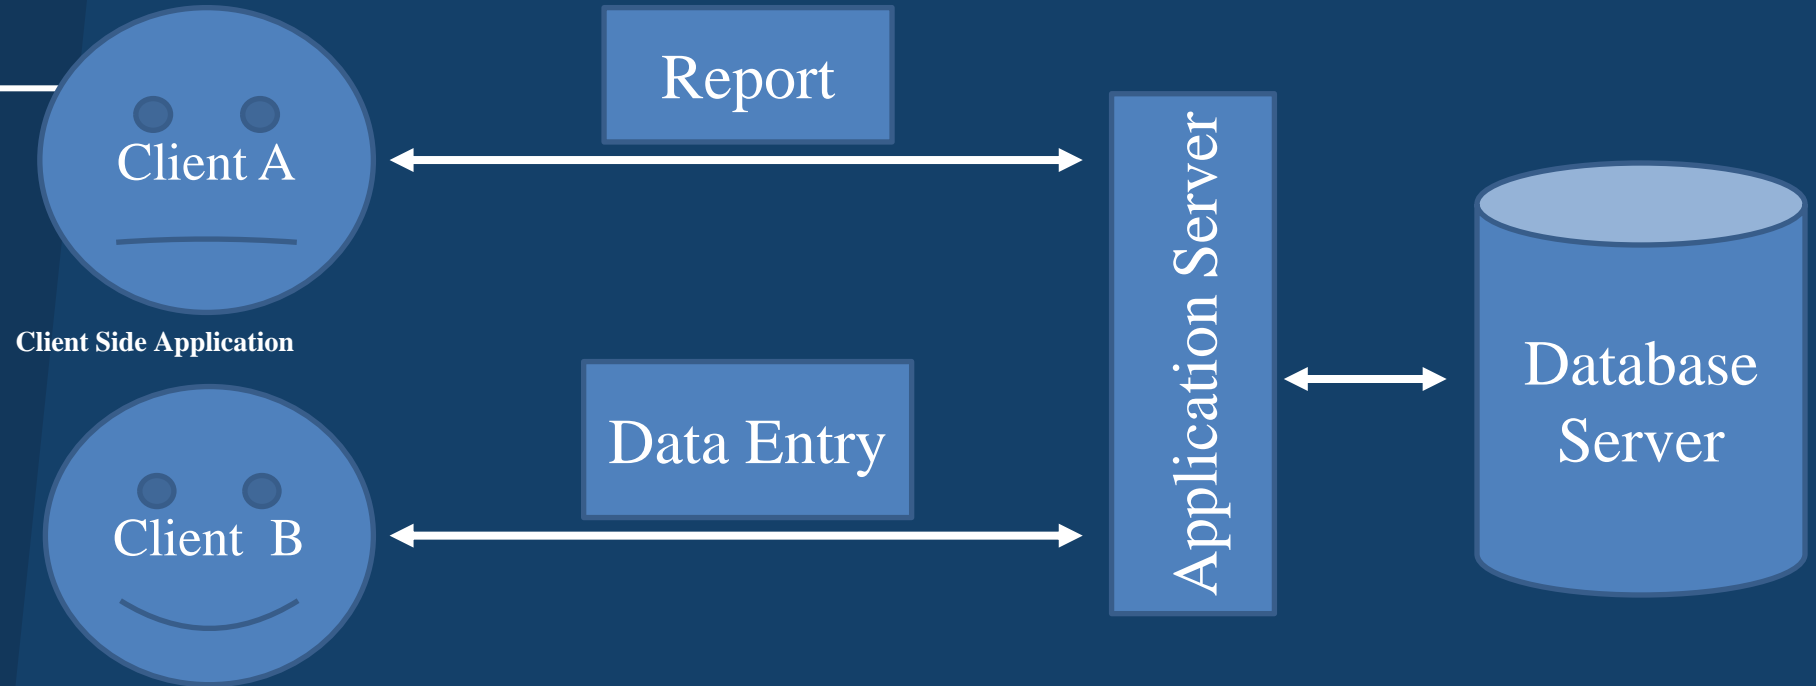 Report
Client A
Client Side Application
Data Entry
Client  B
Application Server
Database
Server